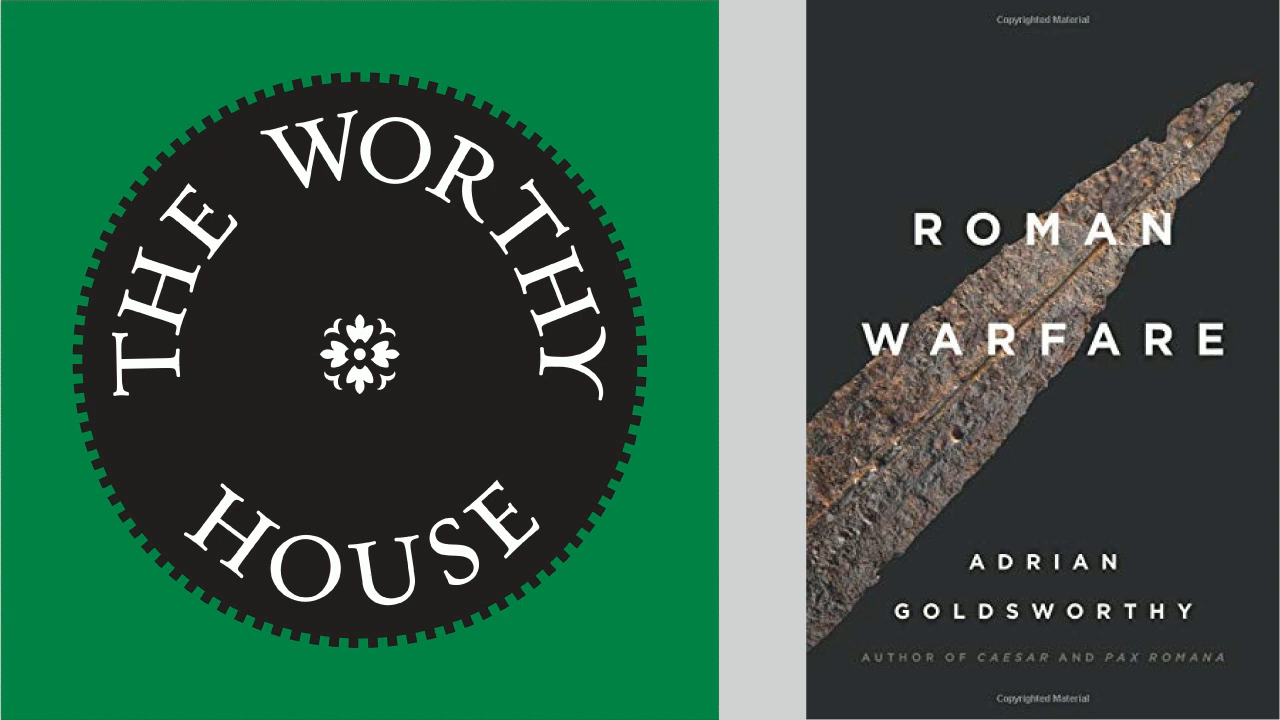 THE WORTHY
HOUSE
Copyrighted Material
ROMAN
WARFARE
ADRIAN
GOLDSWORTHY
AUTHOR OF CAESAR AND PAX ROMANA
Copyrighted Material